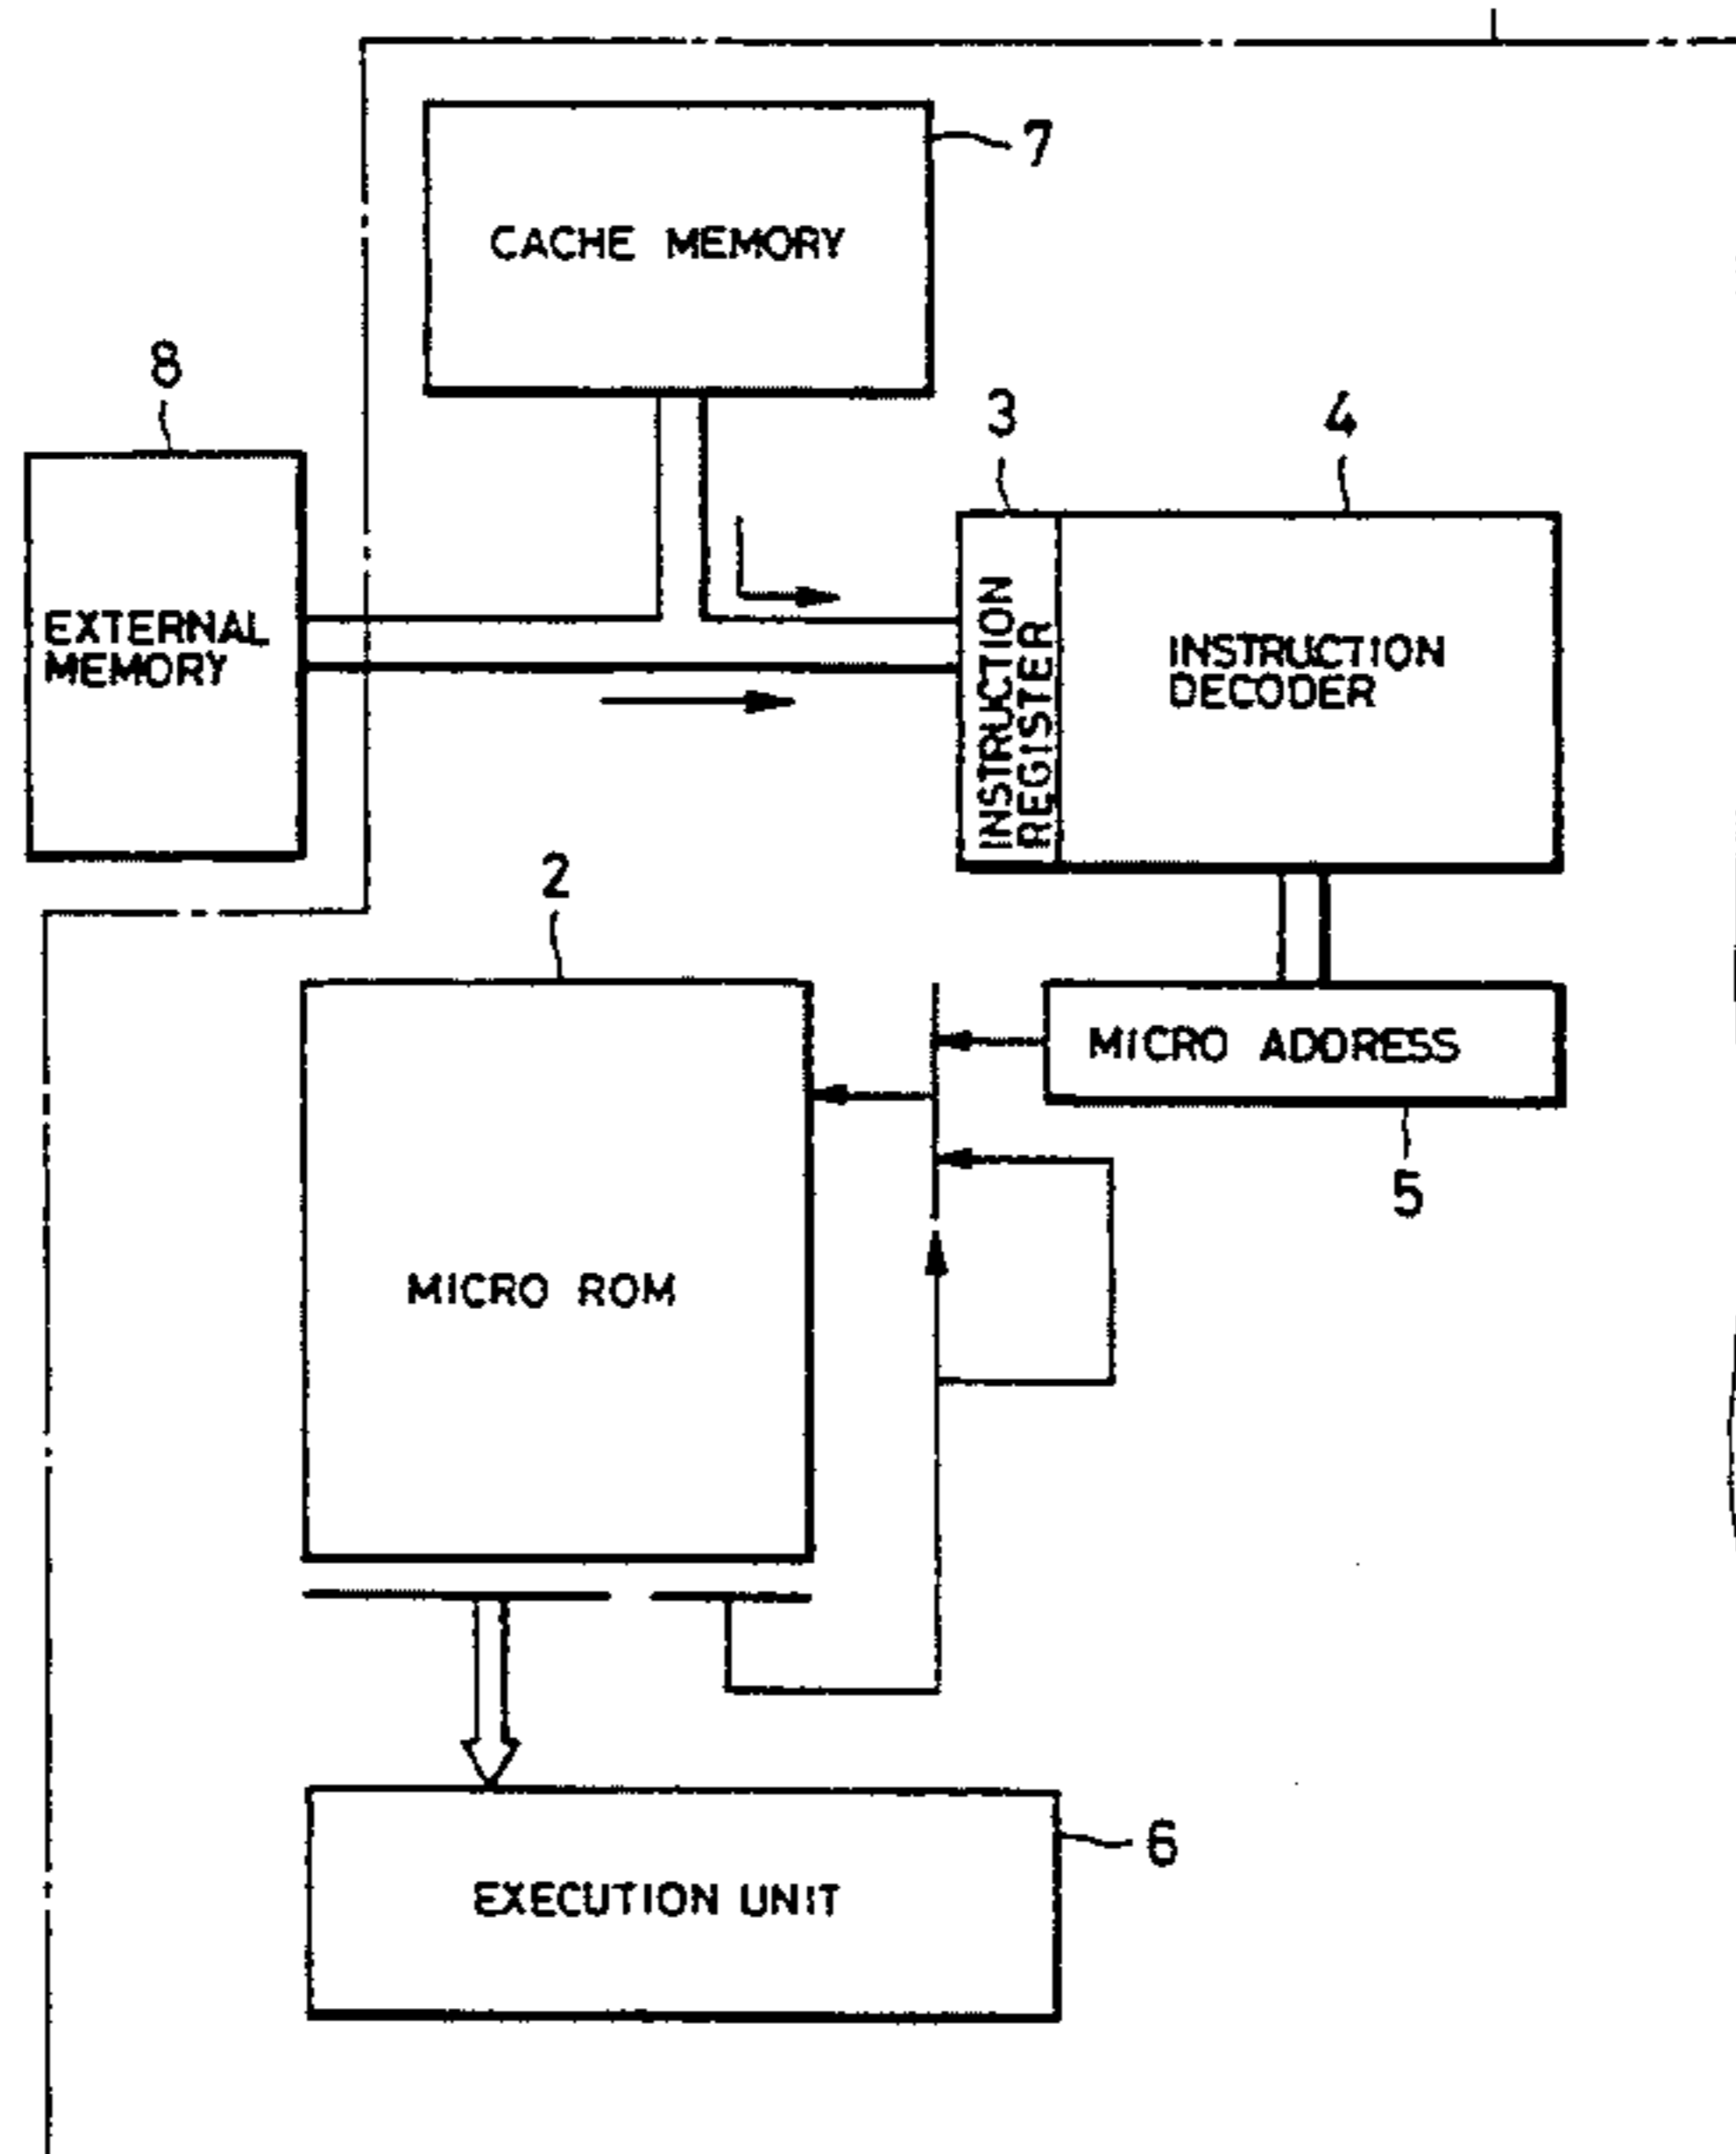 7
CACHE MEMORY
8
3
4
EXTERNAL
MEMORY
INSTRUCTION
REGISTER
INSTRUCTION
DECODER
2
MICRO ADDRESS
5
MICRO ROM
6
EXECUTION UNIT